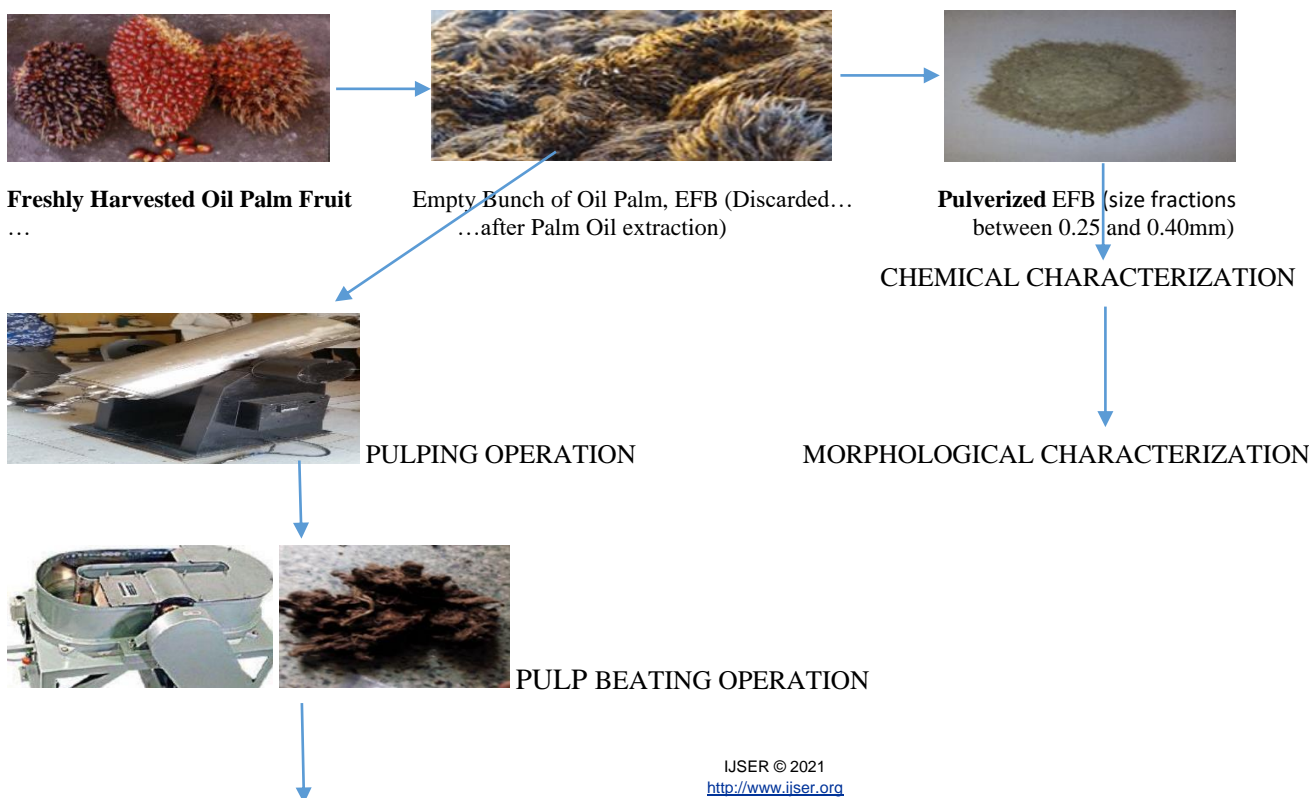 Freshly Harvested Oil Palm Fruit
…
Empty Bunch of Oil Palm, EFB (Discarded…
…after Palm Oil extraction)
Pulverized EFB (size fractions
between 0.25 and 0.40mm)
CHEMICAL CHARACTERIZATION
PULPING OPERATION
MORPHOLOGICAL CHARACTERIZATION
PULP BEATING OPERATION
IJSER © 2021
http://www.ijser.org